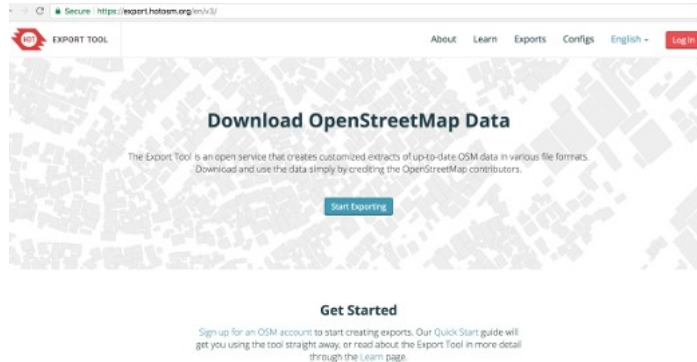 Secure https://export.hotosm.org/en/v3/
HOT EXPORT TOOL About Learn Exports Configs English Log In
Download OpenStreetMap Data
The Export Tool is an open service that creates customized extracts of up-to-date OSM data in various file formats.
Download and use the data simply by crediting the OpenStreetMap contributors.
Start Exporting
Get Started
Sign up for an OSM account to start creating exports. Our Quick Start guide will
get you using the tool straight away, or read about the Export Tool in more detail
through the Learn page.